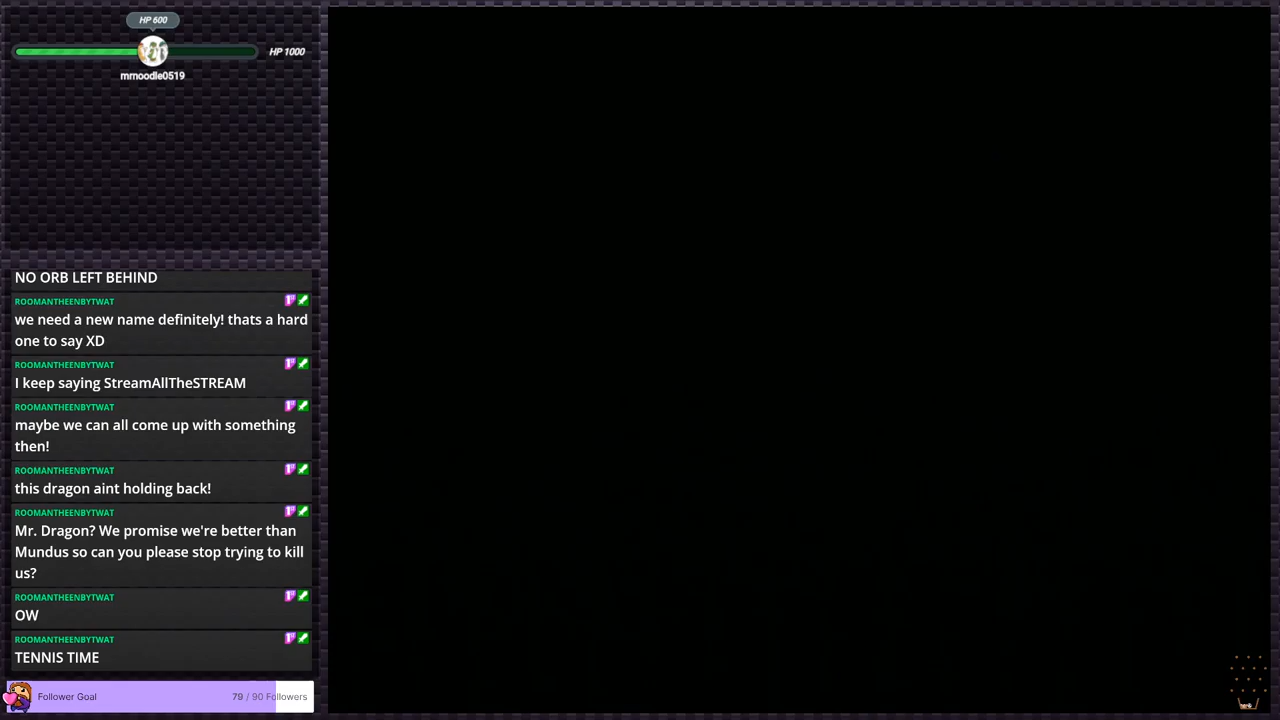 HP 600
HP 1000
mrnoodle0519
NO ORB LEFT BEHIND
ROOMANTHEENBYTWAT
we need a new name definitely! thats a hard
one to say XD
ROOMANTHEENBYTWAT
I keep saying StreamAllTheSTREAM
ROOMANTHEENBYTWAT
maybe we can all come up with something
then!
ROOMANTHEENBYTWAT
this dragon aint holding back!
ROOMANTHEENBYTWAT
Mr. Dragon? We promise we're better than
Mundus so can you please stop trying to kill
us?
ROOMANTHEENBYTWAT
OW
ROOMANTHEENBYTWAT
TENNIS TIME
Follower Goal 79 / 90 Followers